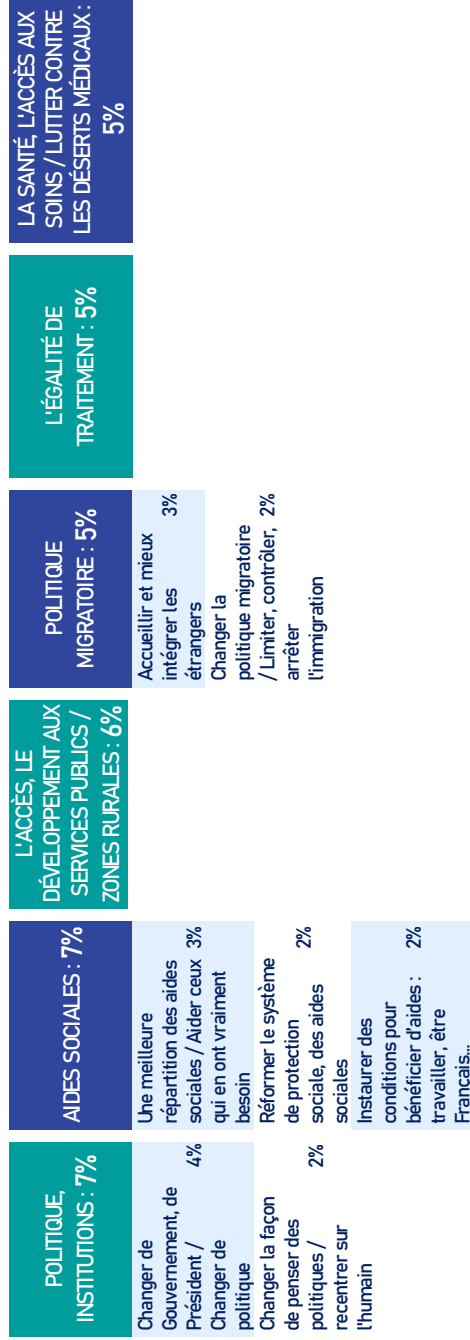 POLITIQUE,
INSTITUTIONS : 7%
Changer de
Gouvernement, de
Président /
Changer de
politique
4%
Changer la façon
de penser des
politiques /
recentrer sur
l'humain
2%
AIDES SOCIALES : 7%
Une meilleure
répartition des aides
sociales / Aider ceux
qui en ont vraiment
besoin
3%
Réformer le système
de protection
sociale, des aides
sociales
2%
Instaurer des
conditions pour
bénéficier d'aides :
travailler, être
Français...
2%
L'ACCÈS, LE
DÉVELOPPEMENT AUX
SERVICES PUBLICS /
ZONES RURALES : 6%
POLITIQUE
MIGRATOIRE : 5%
Accueillir et mieux
intégrer les
étrangers
3%
Changer la
politique migratoire
/ Limiter, contrôler,
arrêter
l'immigration
2%
L'ÉGALITÉ DE
TRAITEMENT : 5%
LA SANTÉ, L'ACCÈS AUX
SOINS / LUTTER CONTRE
LES DÉSERTS MÉDICAUX :
5%